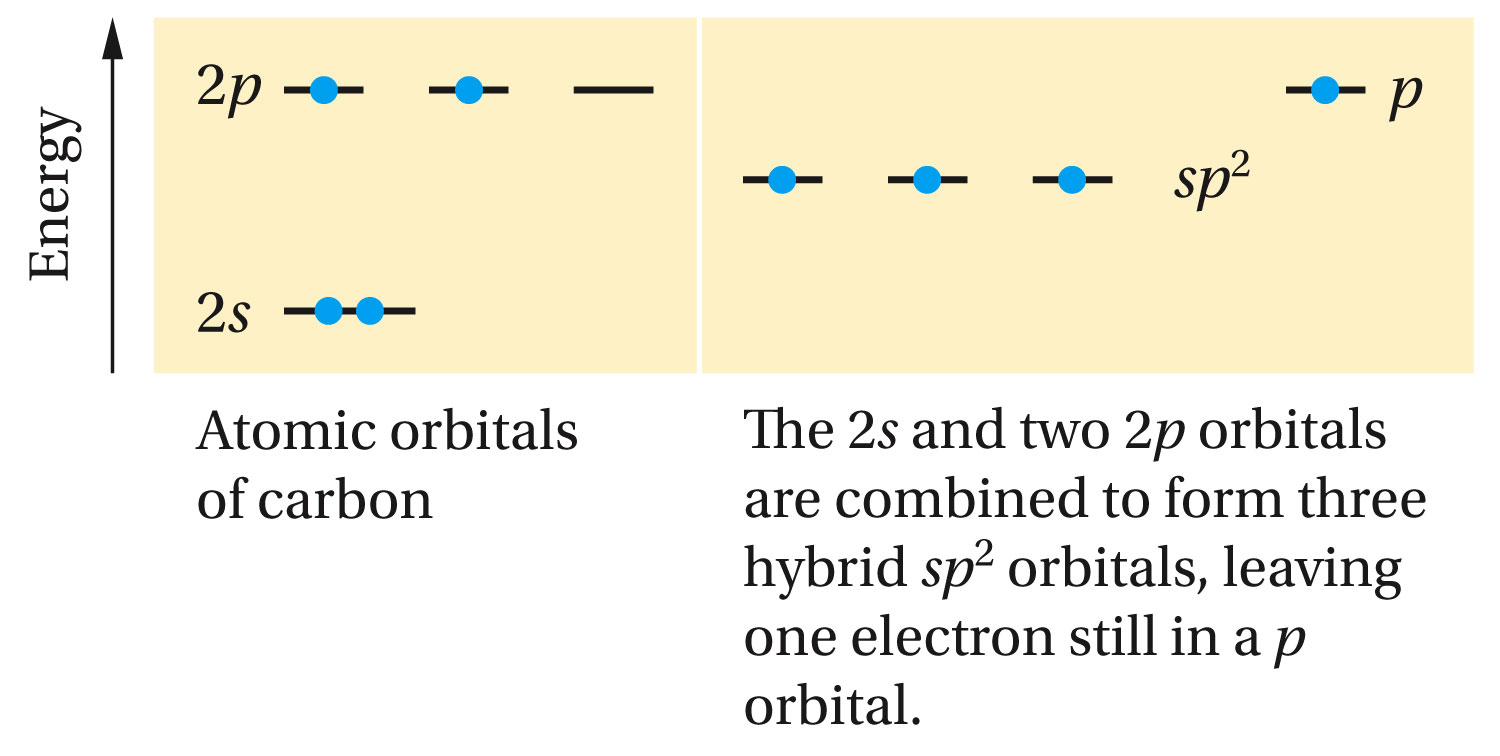 Energy
2p
2s
p
sp²
Atomic orbitals
of carbon
The 2s and two 2p orbitals
are combined to form three
hybrid sp² orbitals, leaving
one electron still in a p
orbital.